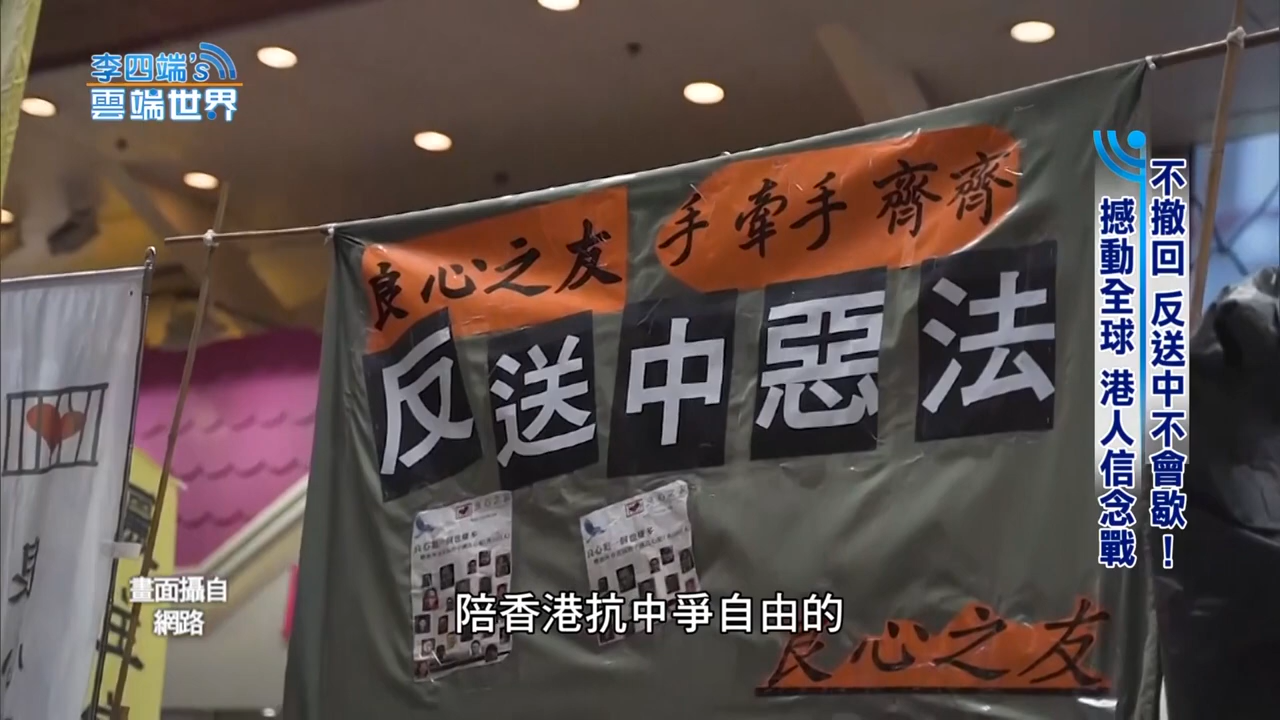 李四端's
雲端世界
不撤回 反送中不會歇！
撼動全球 港人信念戰
良心之友
手牽手 齊齊
反送中惡法
良心之友
畫面攝自
網路
陪香港抗中爭自由的